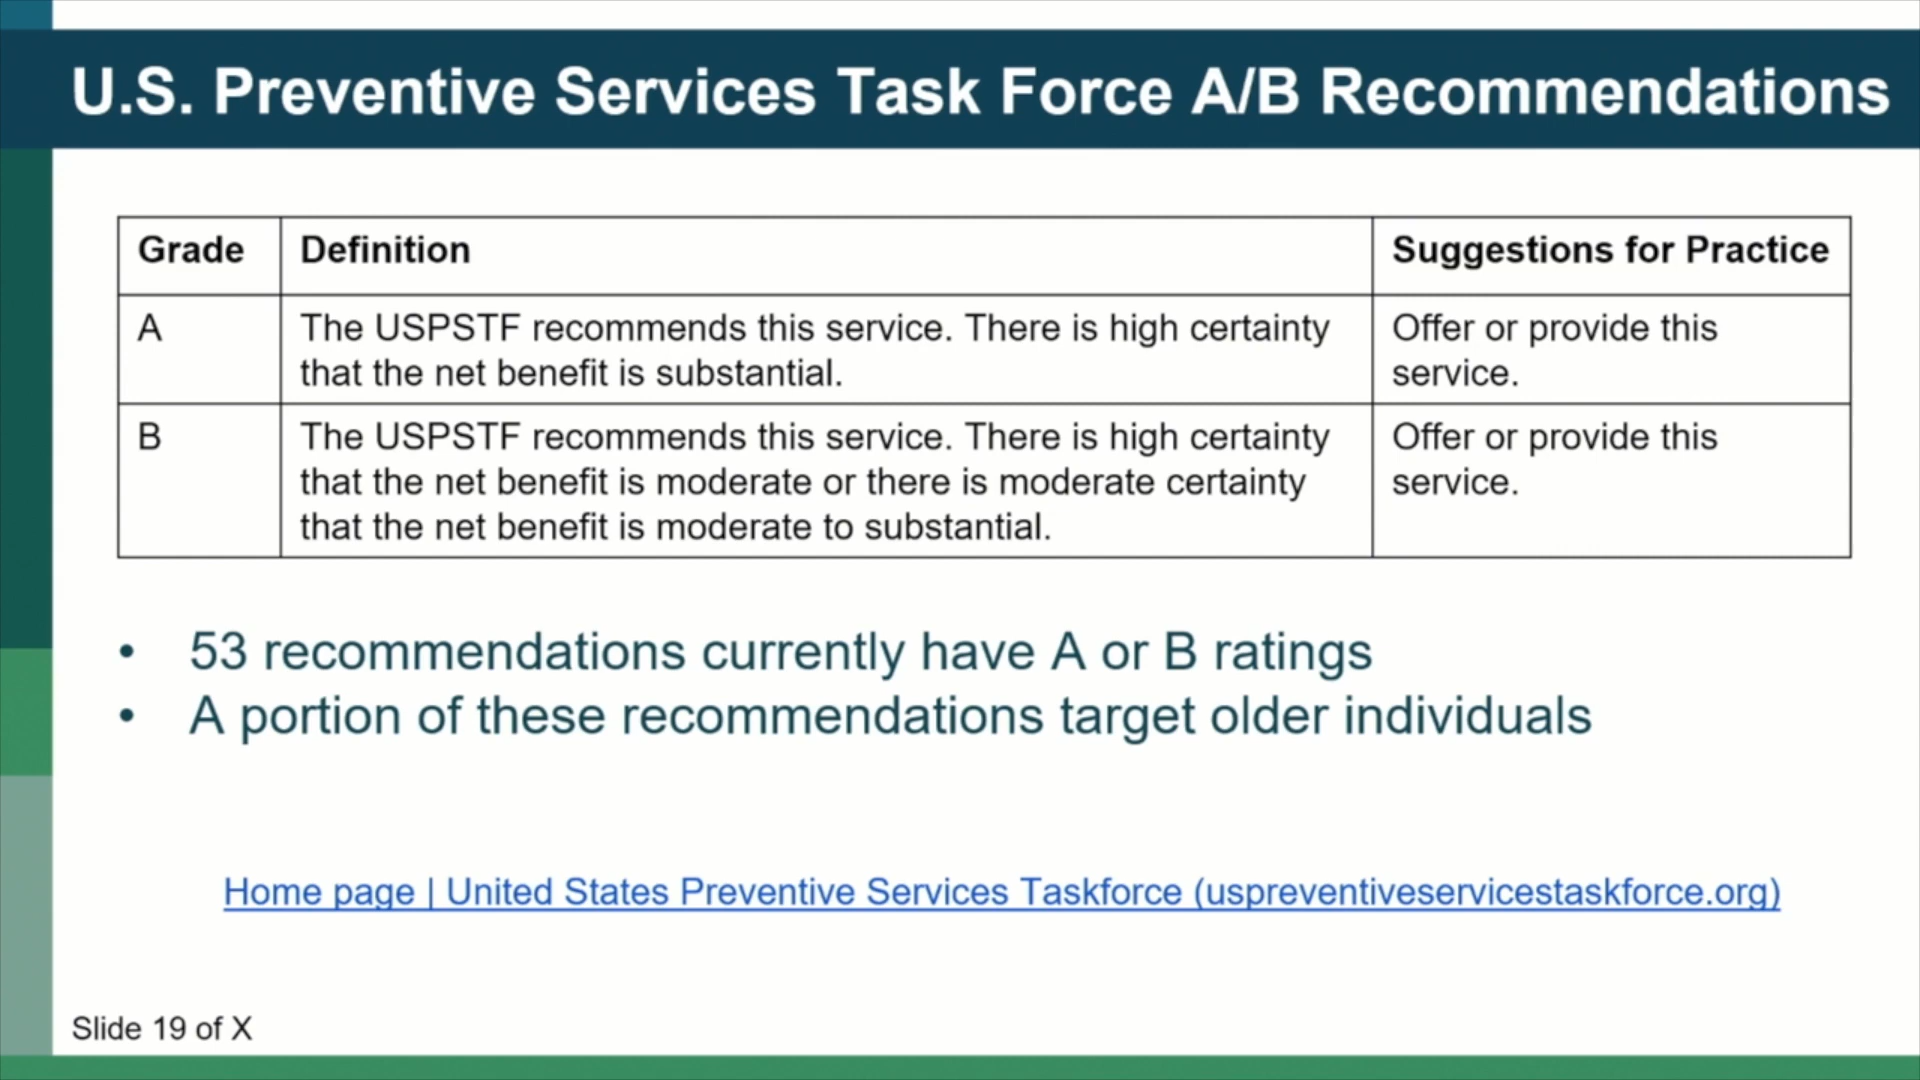 U.S. Preventive Services Task Force A/B Recommendations
Grade Definition Suggestions for Practice
A The USPSTF recommends this service. There is high certainty that the net benefit is substantial. Offer or provide this service.
B The USPSTF recommends this service. There is high certainty that the net benefit is moderate or there is moderate certainty that the net benefit is moderate to substantial. Offer or provide this service.
• 53 recommendations currently have A or B ratings
• A portion of these recommendations target older individuals
Home page | United States Preventive Services Taskforce (uspreventiveservicestaskforce.org)
Slide 19 of X